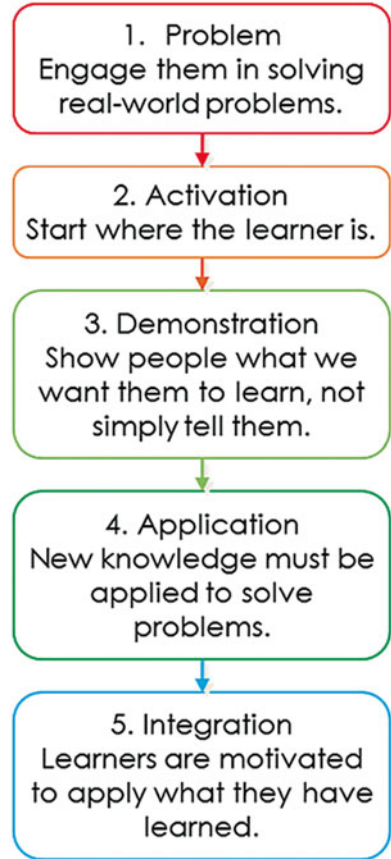 1. Problem
Engage them in solving
real-world problems.
2. Activation
Start where the learner is.
3. Demonstration
Show people what we
want them to learn, not
simply tell them.
4. Application
New knowledge must be
applied to solve
problems.
5. Integration
Learners are motivated
to apply what they have
learned.